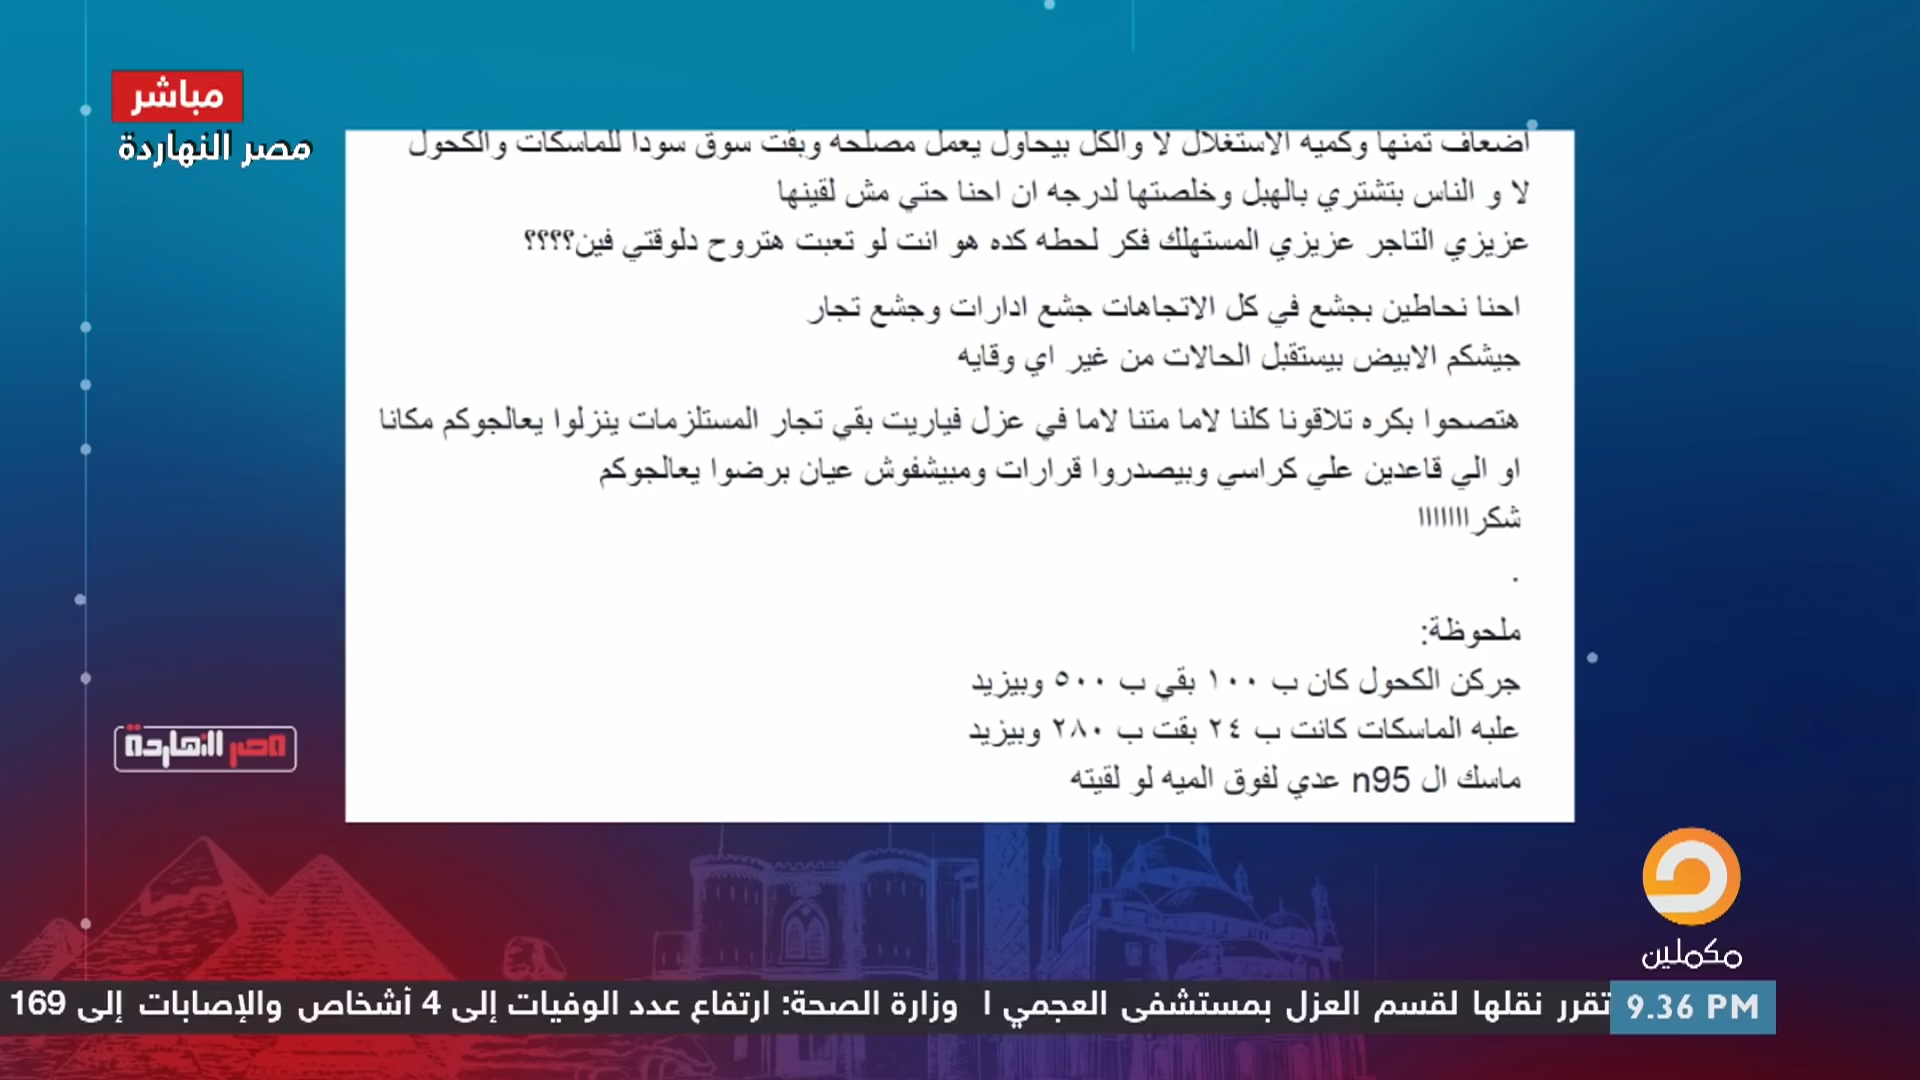 مباشر
مصر النهاردة
اضعاف تمنها وكميه الاستغلال لا والكل بيحاول يعمل مصلحه وبقت سوق سودا للماسكات والكحول
لا و الناس بتشتري بالهبل وخلصتها لدرجه ان احنا حتي مش لقينها
عزيزي التاجر عزيزي المستهلك فكر لحطه كده هو انت لو تعبت هتروح دلوقتي فين؟؟؟؟
احنا نحاطين بجشع في كل الاتجاهات جشع ادارات وجشع تجار
جيشكم الابيض بيستقبل الحالات من غير اي وقايه
هتصحوا بكره تلاقونا كلنا لاما متنا لاما في عزل فياريت بقي تجار المستلزمات ينزلوا يعالجوكم مكانا
او الي قاعدين علي كراسي وبيصدروا قرارات ومبيشفوش عيان برضوا يعالجوكم
شكراااااااا
.
ملحوظة:
جركن الكحول كان ب ١٠٠ بقي ب ٥٠٠ وبيزيد
علبه الماسكات كانت ب ٢٤ بقت ب ٢٨٠ وبيزيد
ماسك ال n95 عدي لفوق الميه لو لقيته
مصر النهاردة
مكملين
تقرر نقلها لقسم العزل بمستشفى العجمي | وزارة الصحة: ارتفاع عدد الوفيات إلى 4 أشخاص والإصابات إلى 169
9.36 PM